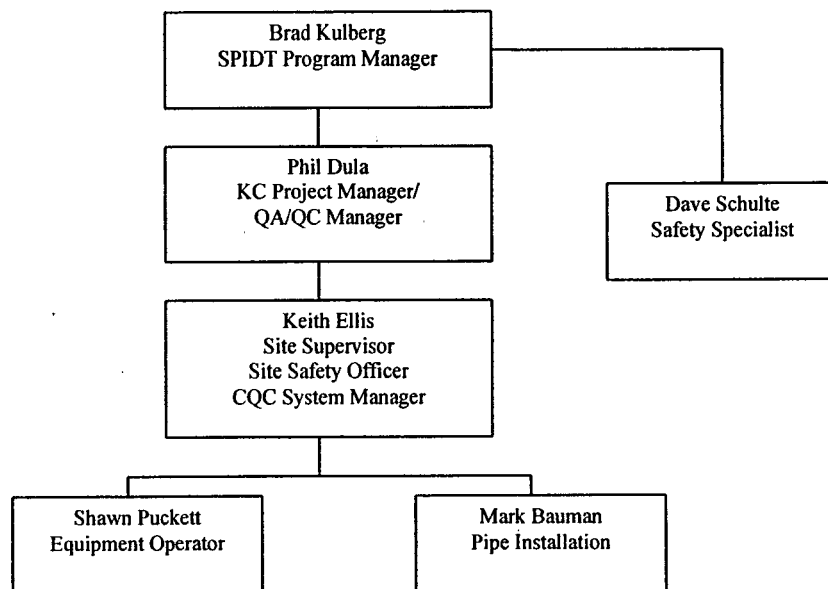 Brad Kulberg
SPIDT Program Manager
Phil Dula
KC Project Manager/
QA/QC Manager
Dave Schulte
Safety Specialist
Keith Ellis
Site Supervisor
Site Safety Officer
CQC System Manager
Shawn Puckett
Equipment Operator
Mark Bauman
Pipe Installation